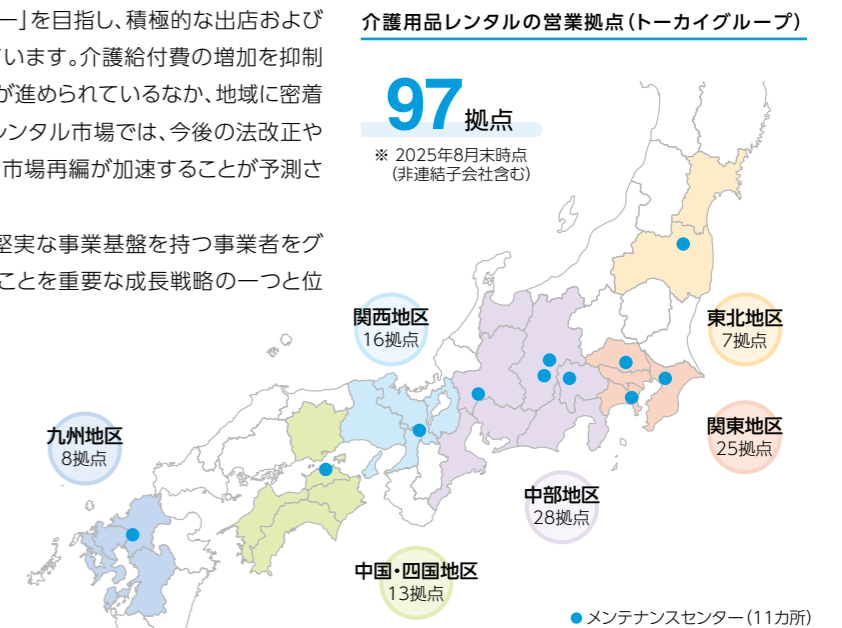 ー」を目指し、積極的な出店および
ています。介護給付費の増加を抑制
が進められているなか、地域に密着
レンタル市場では、今後の法改正や
市場再編が加速することが予測さ
堅実な事業基盤を持つ事業者をグ
ことを重要な成長戦略の一つと位
介護用品レンタルの営業拠点(トーカイグループ)
97拠点
※ 2025年8月末時点
(非連結子会社含む)
関西地区
16拠点
東北地区
7拠点
九州地区
8拠点
関東地区
25拠点
中部地区
28拠点
中国・四国地区
13拠点
メンテナンスセンター(11カ所)